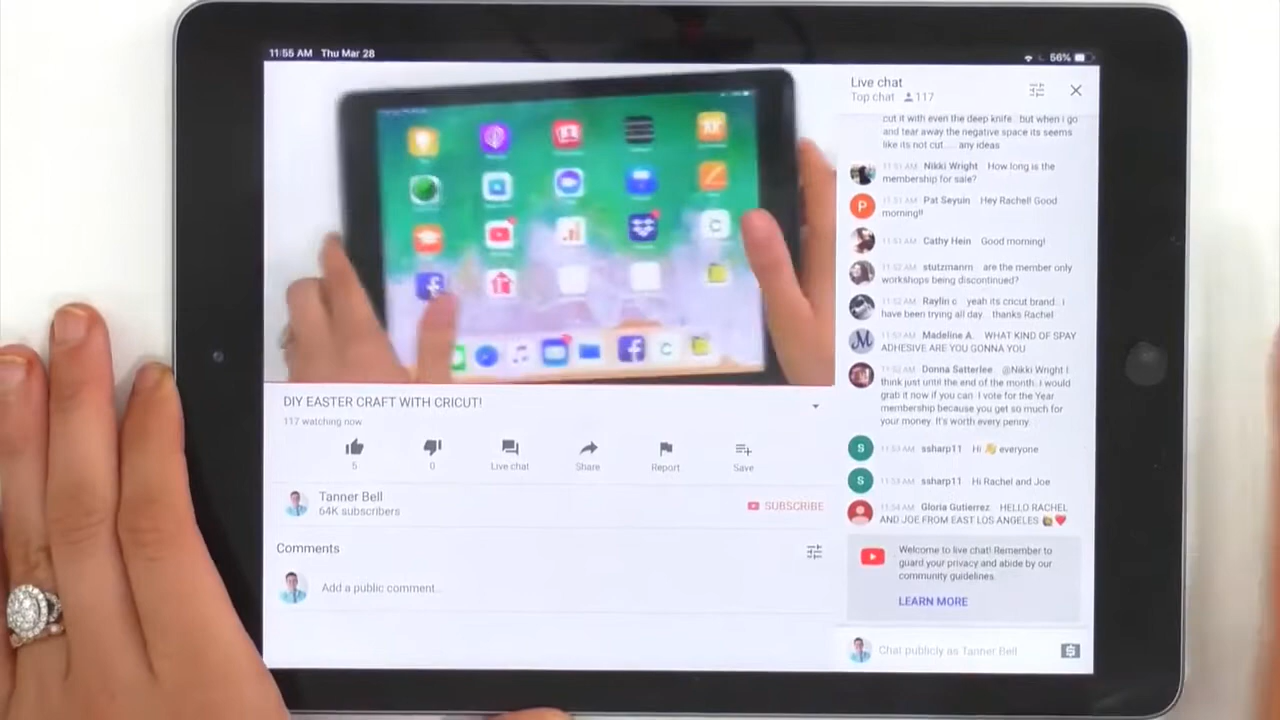 11:55 AM Thu Mar 28
56%
DIY EASTER CRAFT WITH CRICUT!
117 watching now
5
0
Live chat
Share
Report
Save
Tanner Bell
64K subscribers
SUBSCRIBE
Comments
Add a public comment...
Live chat
Top chat 117
cut it with even the deep knife.. but when i go
and tear away the negative space its seems
like its not cut..... any ideas
11:51 AM Nikki Wright How long is the
membership for sale?
11:51 AM Pat Seyuin Hey Rachel! Good
morning!!
11:51 AM Cathy Hein Good morning!
11:52 AM stutzmanm are the member only
workshops being discontinued?
11:52 AM Raylin c yeah its cricut brand.. i
have been trying all day.. thanks Rachel
Madeline A. WHAT KIND OF SPAY
ADHESIVE ARE YOU GONNA YOU
Donna Satterlee @Nikki Wright I
think just until the end of the month. I would
grab it now if you can. I vote for the Year
membership because you get so much for
your money. It's worth every penny.
S
11:53 AM ssharp11 Hi 👋 everyone
S
11:53 AM ssharp11 Hi Rachel and Joe
11:54 AM Gloria Gutierrez HELLO RACHEL
AND JOE FROM EAST LOS ANGELES
Welcome to live chat! Remember to
guard your privacy and abide by our
community guidelines.
LEARN MORE
Chat publicly as Tanner Bell